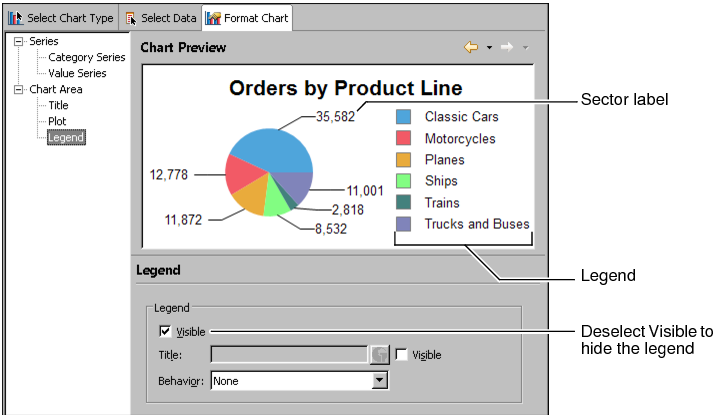 Select Chart Type
Select Data
Format Chart
Series
Category Series
Value Series
Chart Area
Title
Plot
Legend
Chart Preview
Orders by Product Line
35,582
12,778
11,872
8,532
2,818
11,001
Classic Cars
Motorcycles
Planes
Ships
Trains
Trucks and Buses
Sector label
Legend
Legend
Legend
Visible
Title:
Visible
Behavior:
None
Deselect Visible to
hide the legend